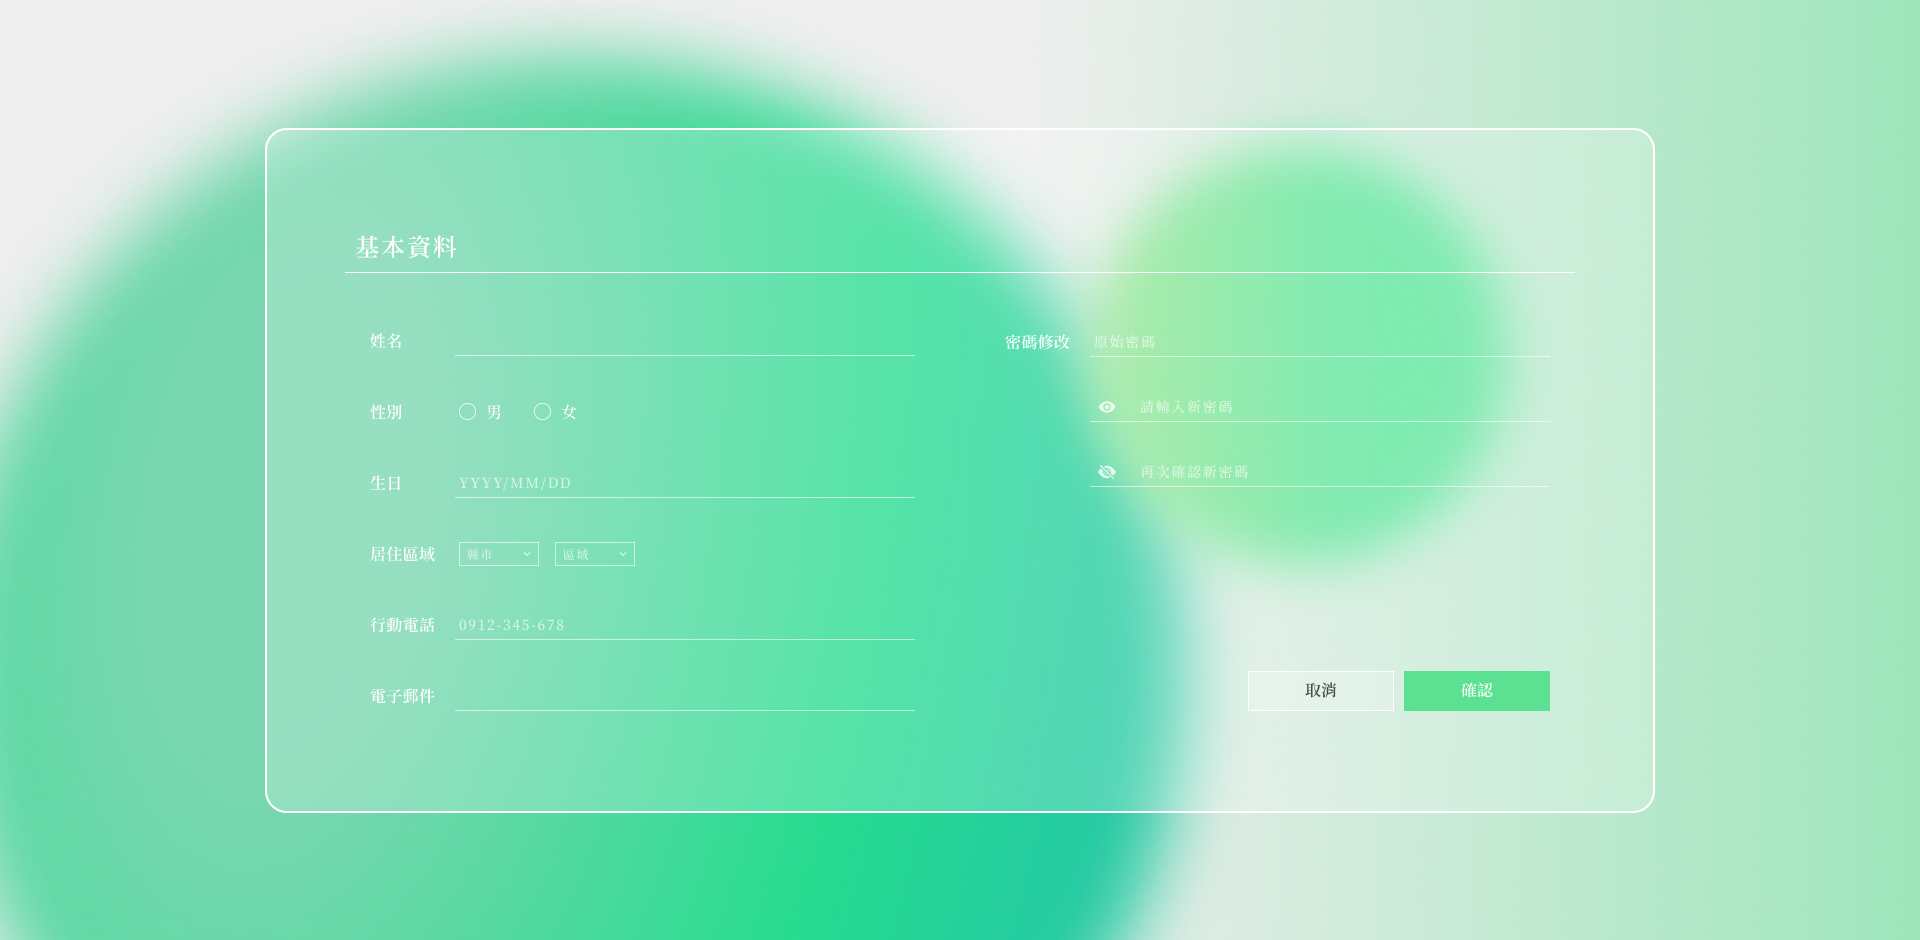 基本資料
姓名
性別 男 女
生日 YYYY/MM/DD
居住區域 縣市 區域
行動電話 0912-345-678
電子郵件
密碼修改 原始密碼
請輸入新密碼
再次確認新密碼
取消 確認